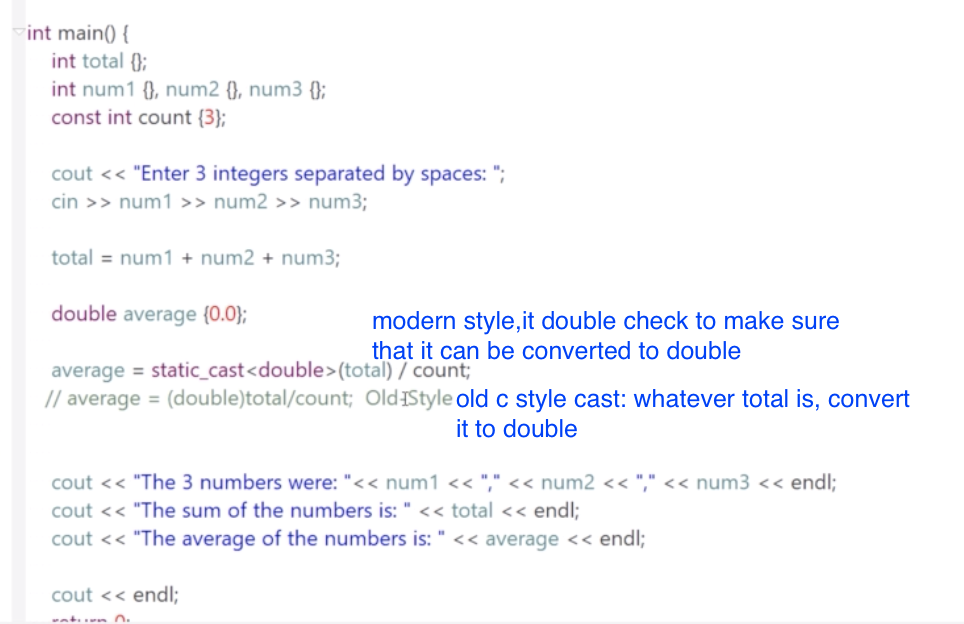 int main() {
int total {};
int num1 {}, num2 {}, num3 {};
const int count {3};
cout << "Enter 3 integers separated by spaces: ";
cin >> num1 >> num2 >> num3;
total = num1 + num2 + num3;
double average {0.0};
modern style,it double check to make sure
that it can be converted to double
average = static_cast<double>(total) / count;
// average = (double)total/count;  Old Style
old c style cast: whatever total is, convert
it to double
cout << "The 3 numbers were: "<< num1 << "," << num2 << "," << num3 << endl;
cout << "The sum of the numbers is: " << total << endl;
cout << "The average of the numbers is: " << average << endl;
cout << endl;
return 0;